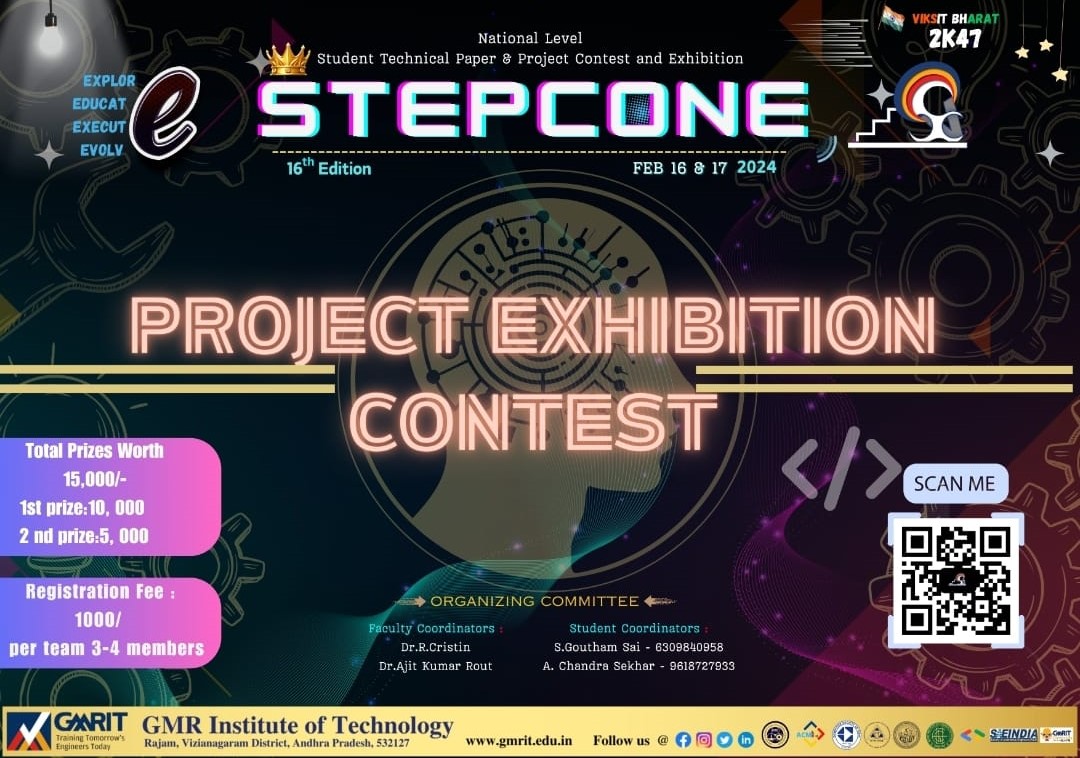 VIKSIT BHARAT
2K47
National Level
Student Technical Paper & Project Contest and Exhibition
EXPLOR
EDUCAT
EXECUT
EVOLV
e
STEPCONE
16th Edition
FEB 16 & 17 2024
PROJECT EXHIBITION
CONTEST
Total Prizes Worth
15,000/-
1st prize:10, 000
2 nd prize:5, 000
Registration Fee :
1000/
per team 3-4 members
</>
SCAN ME
ORGANIZING COMMITTEE
Faculty Coordinators :
Dr.R.Cristin
Dr.Ajit Kumar Rout
Student Coordinators :
S.Goutham Sai - 6309840958
A. Chandra Sekhar - 9618727933
GMRIT
Training Tomorrow's
Engineers Today
GMR Institute of Technology
Rajam, Vizianagaram District, Andhra Pradesh, 532127
www.gmrit.edu.in
Follow us @
ACM
SAEINDIA
GMRIT